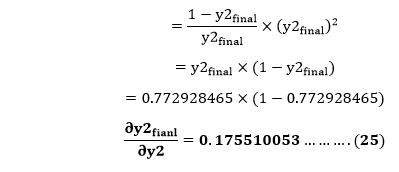 = 1 − y2final / y2final × (y2final)²
= y2final × (1 − y2final)
= 0.772928465 × (1 − 0.772928465)
∂y2fianl / ∂y2 = 0.175510053 ... ... ... . (25)